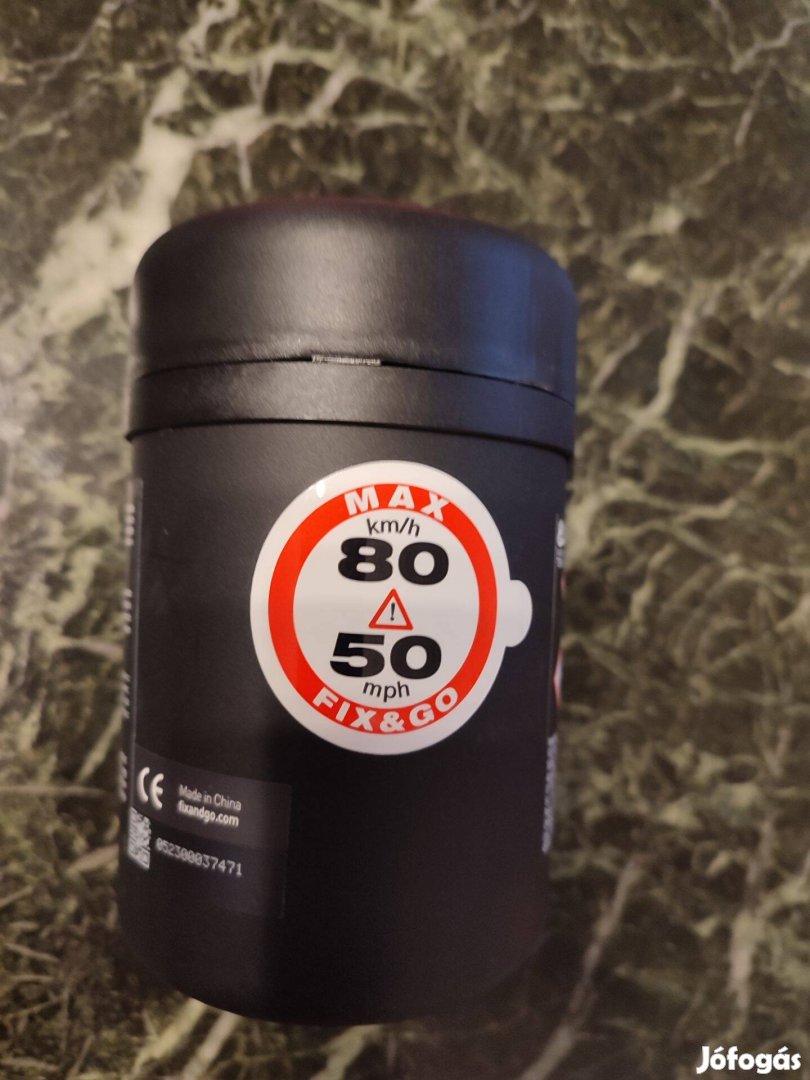 MAX
km/h
80
!
50
mph
FIX&GO
CE
Made in China
fixandgo.com
052300037471
Jófogás